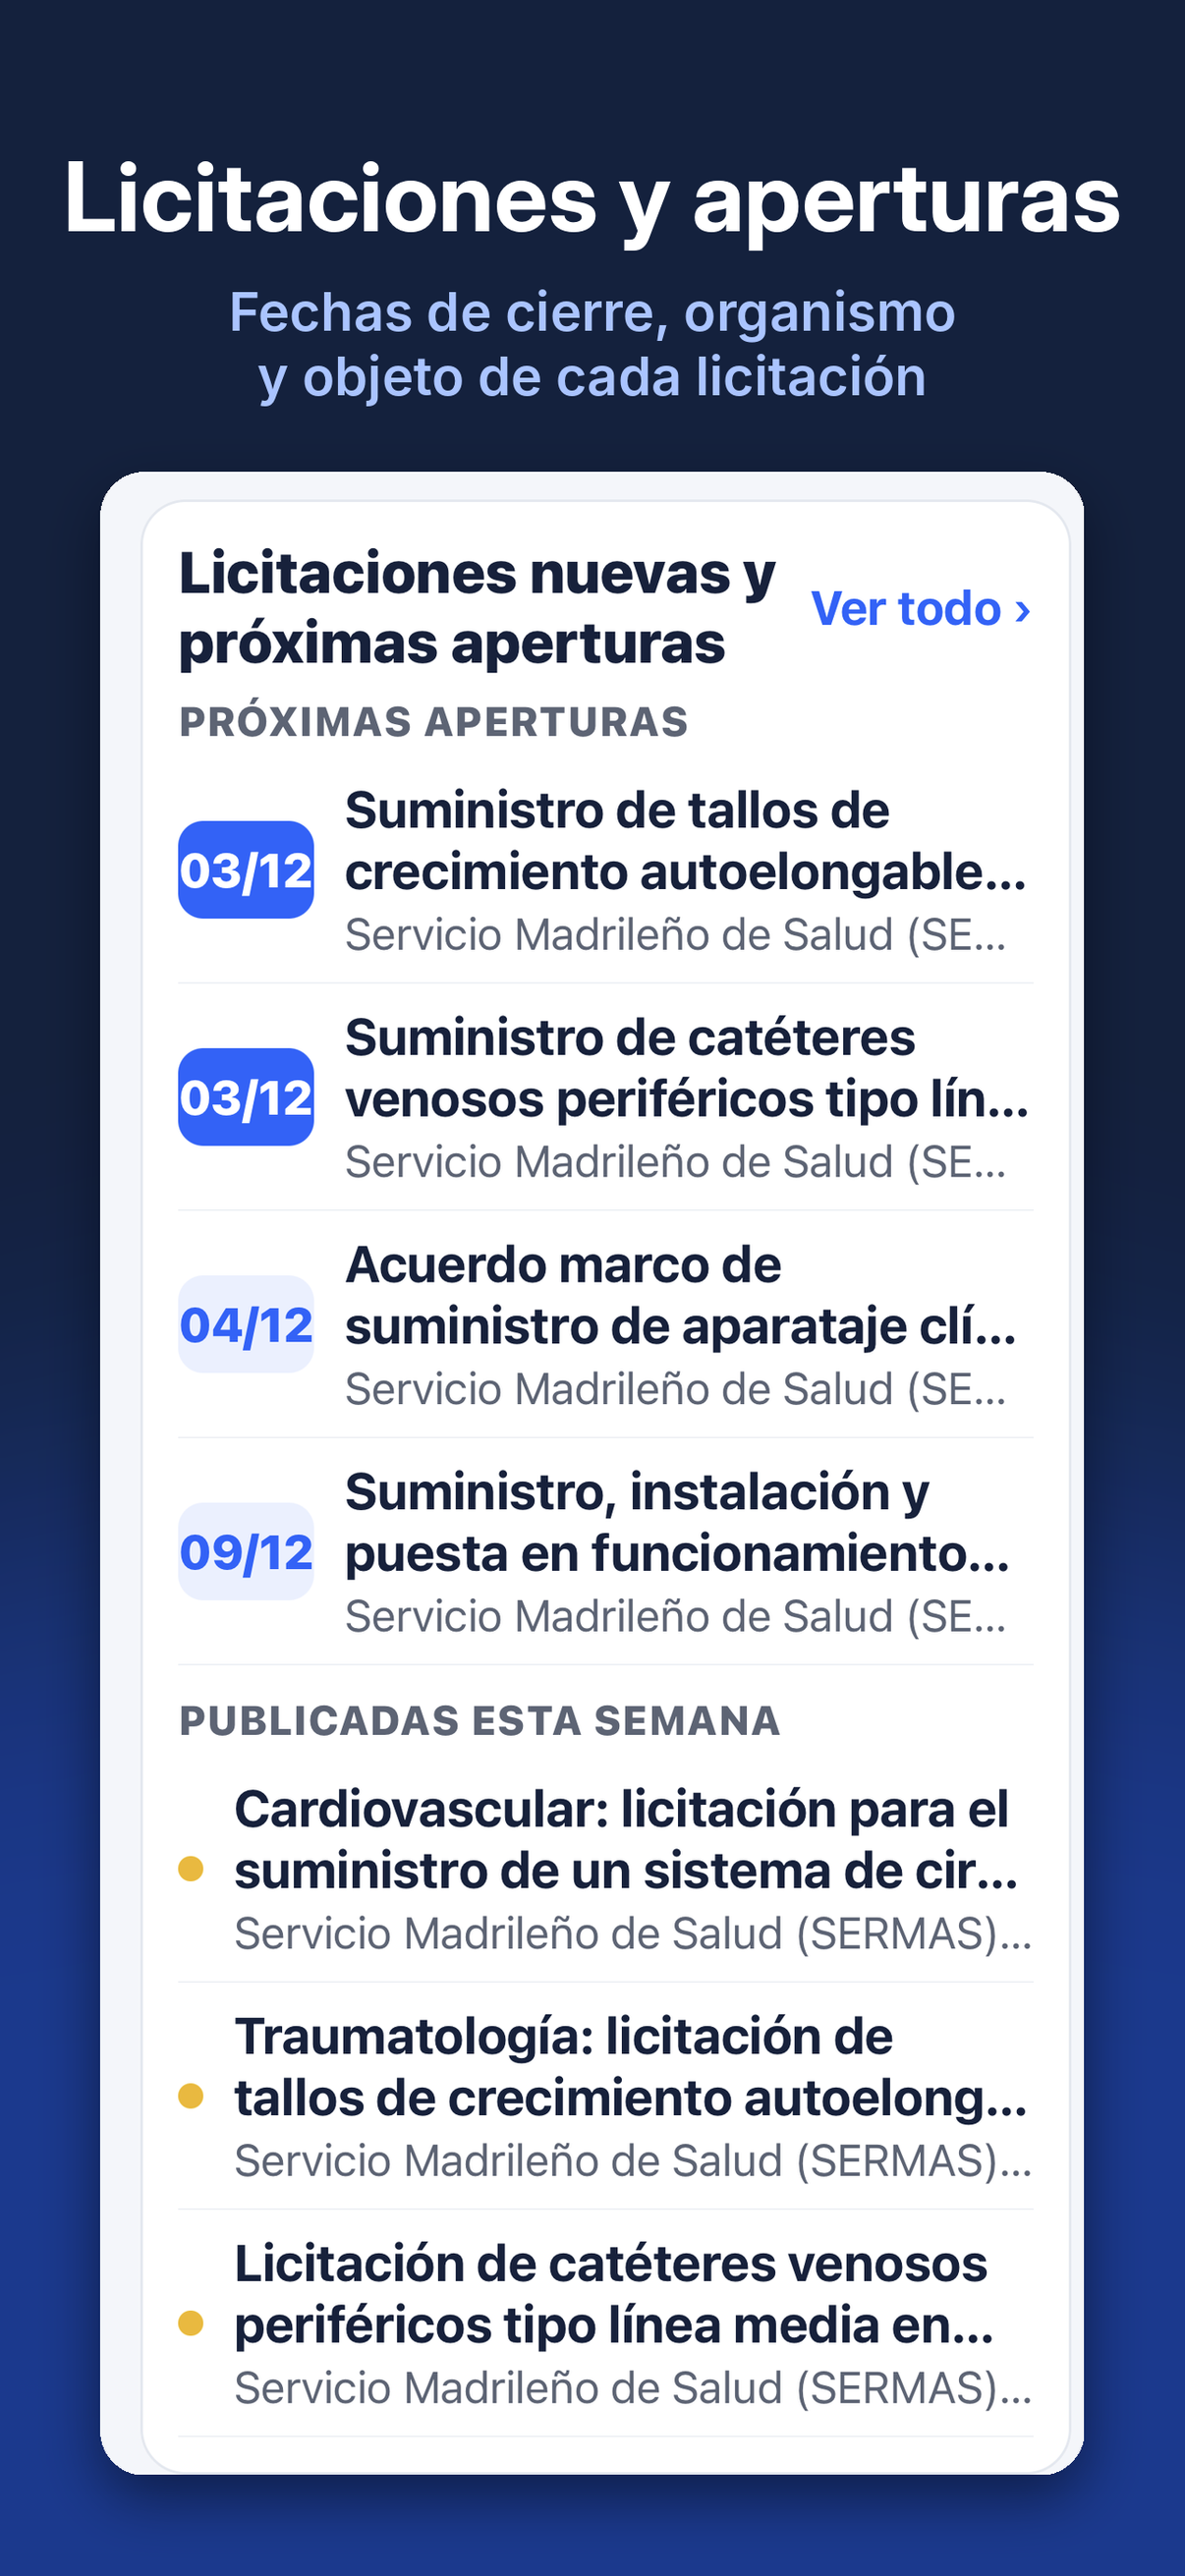 Licitaciones y aperturas
Fechas de cierre, organismo
y objeto de cada licitación
Licitaciones nuevas y
próximas aperturas
Ver todo ›
PRÓXIMAS APERTURAS
03/12
Suministro de tallos de
crecimiento autoelongable...
Servicio Madrileño de Salud (SE...
03/12
Suministro de catéteres
venosos periféricos tipo lín...
Servicio Madrileño de Salud (SE...
04/12
Acuerdo marco de
suministro de aparataje clí...
Servicio Madrileño de Salud (SE...
09/12
Suministro, instalación y
puesta en funcionamiento...
Servicio Madrileño de Salud (SE...
PUBLICADAS ESTA SEMANA
Cardiovascular: licitación para el
suministro de un sistema de cir...
Servicio Madrileño de Salud (SERMAS)...
Traumatología: licitación de
tallos de crecimiento autoelong...
Servicio Madrileño de Salud (SERMAS)...
Licitación de catéteres venosos
periféricos tipo línea media en...
Servicio Madrileño de Salud (SERMAS)...